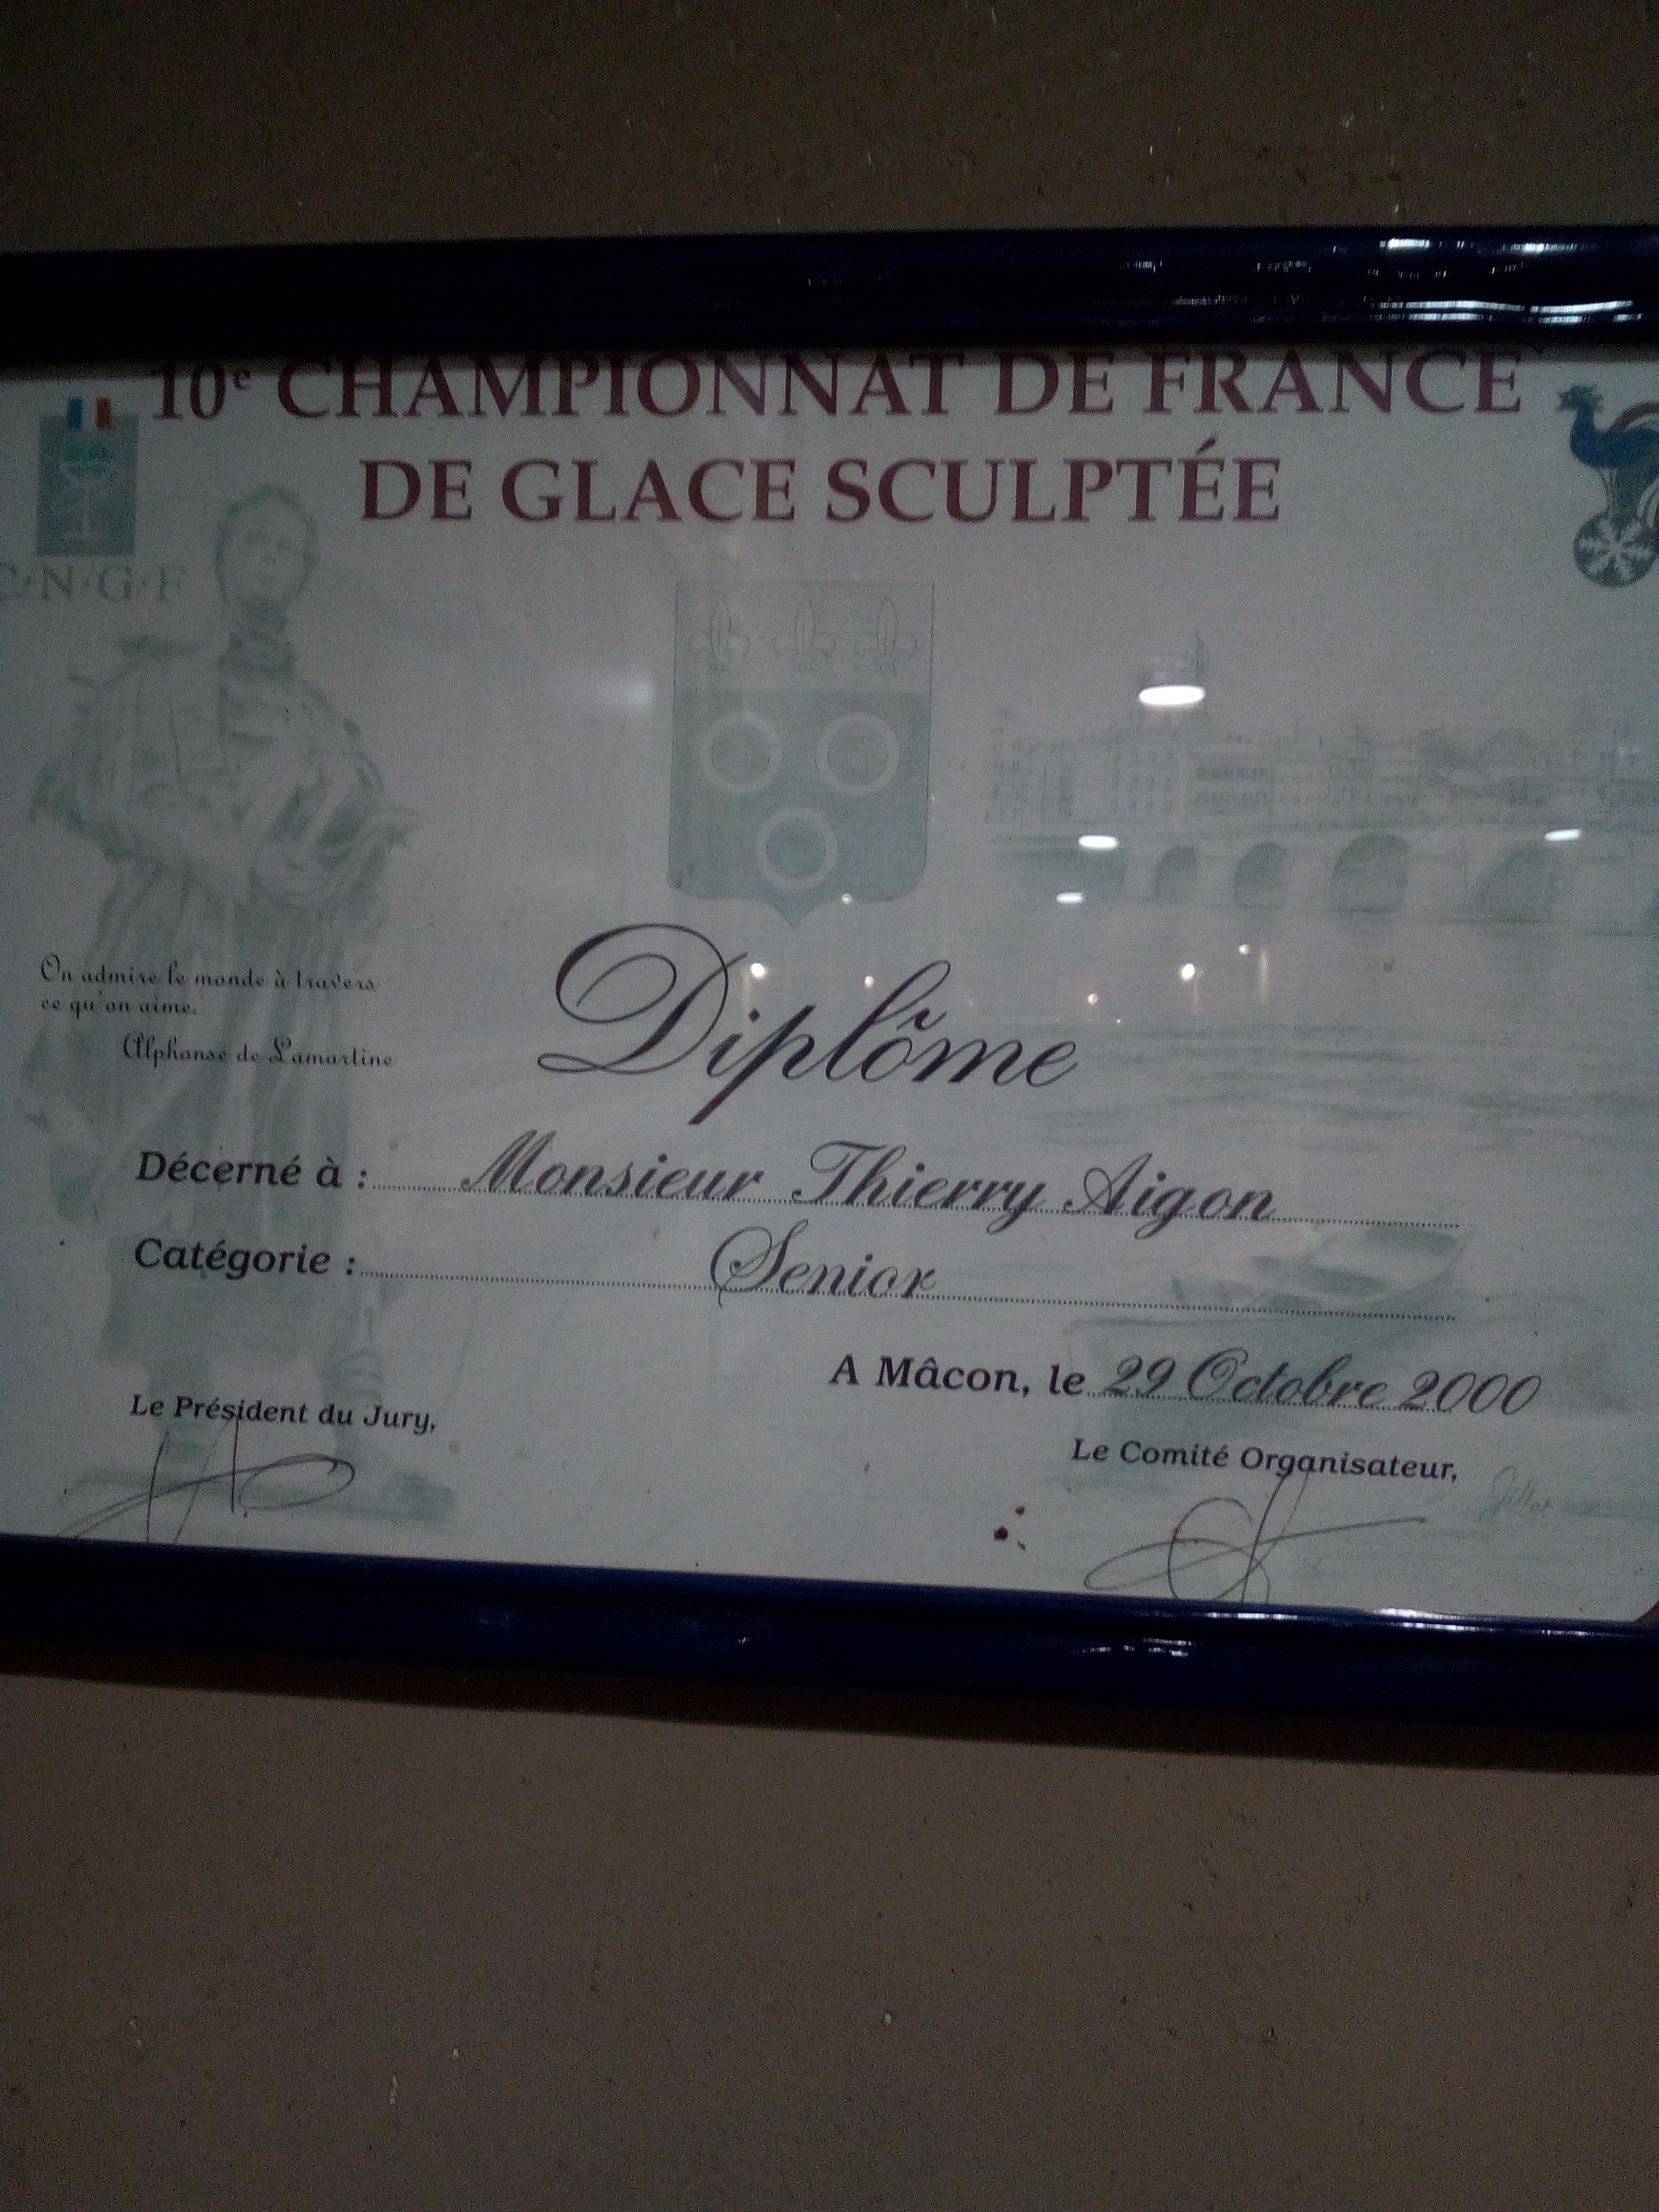 10e CHAMPIONNAT DE FRANCE
DE GLACE SCULPTÉE
C·N·G·F
On admire le monde à travers
ce qu'on aime.
Alphonse de Lamartine
Diplôme
Décerné à : Monsieur Thierry Aigon
Catégorie : Senior
A Mâcon, le 29 Octobre 2000
Le Président du Jury,
Le Comité Organisateur,